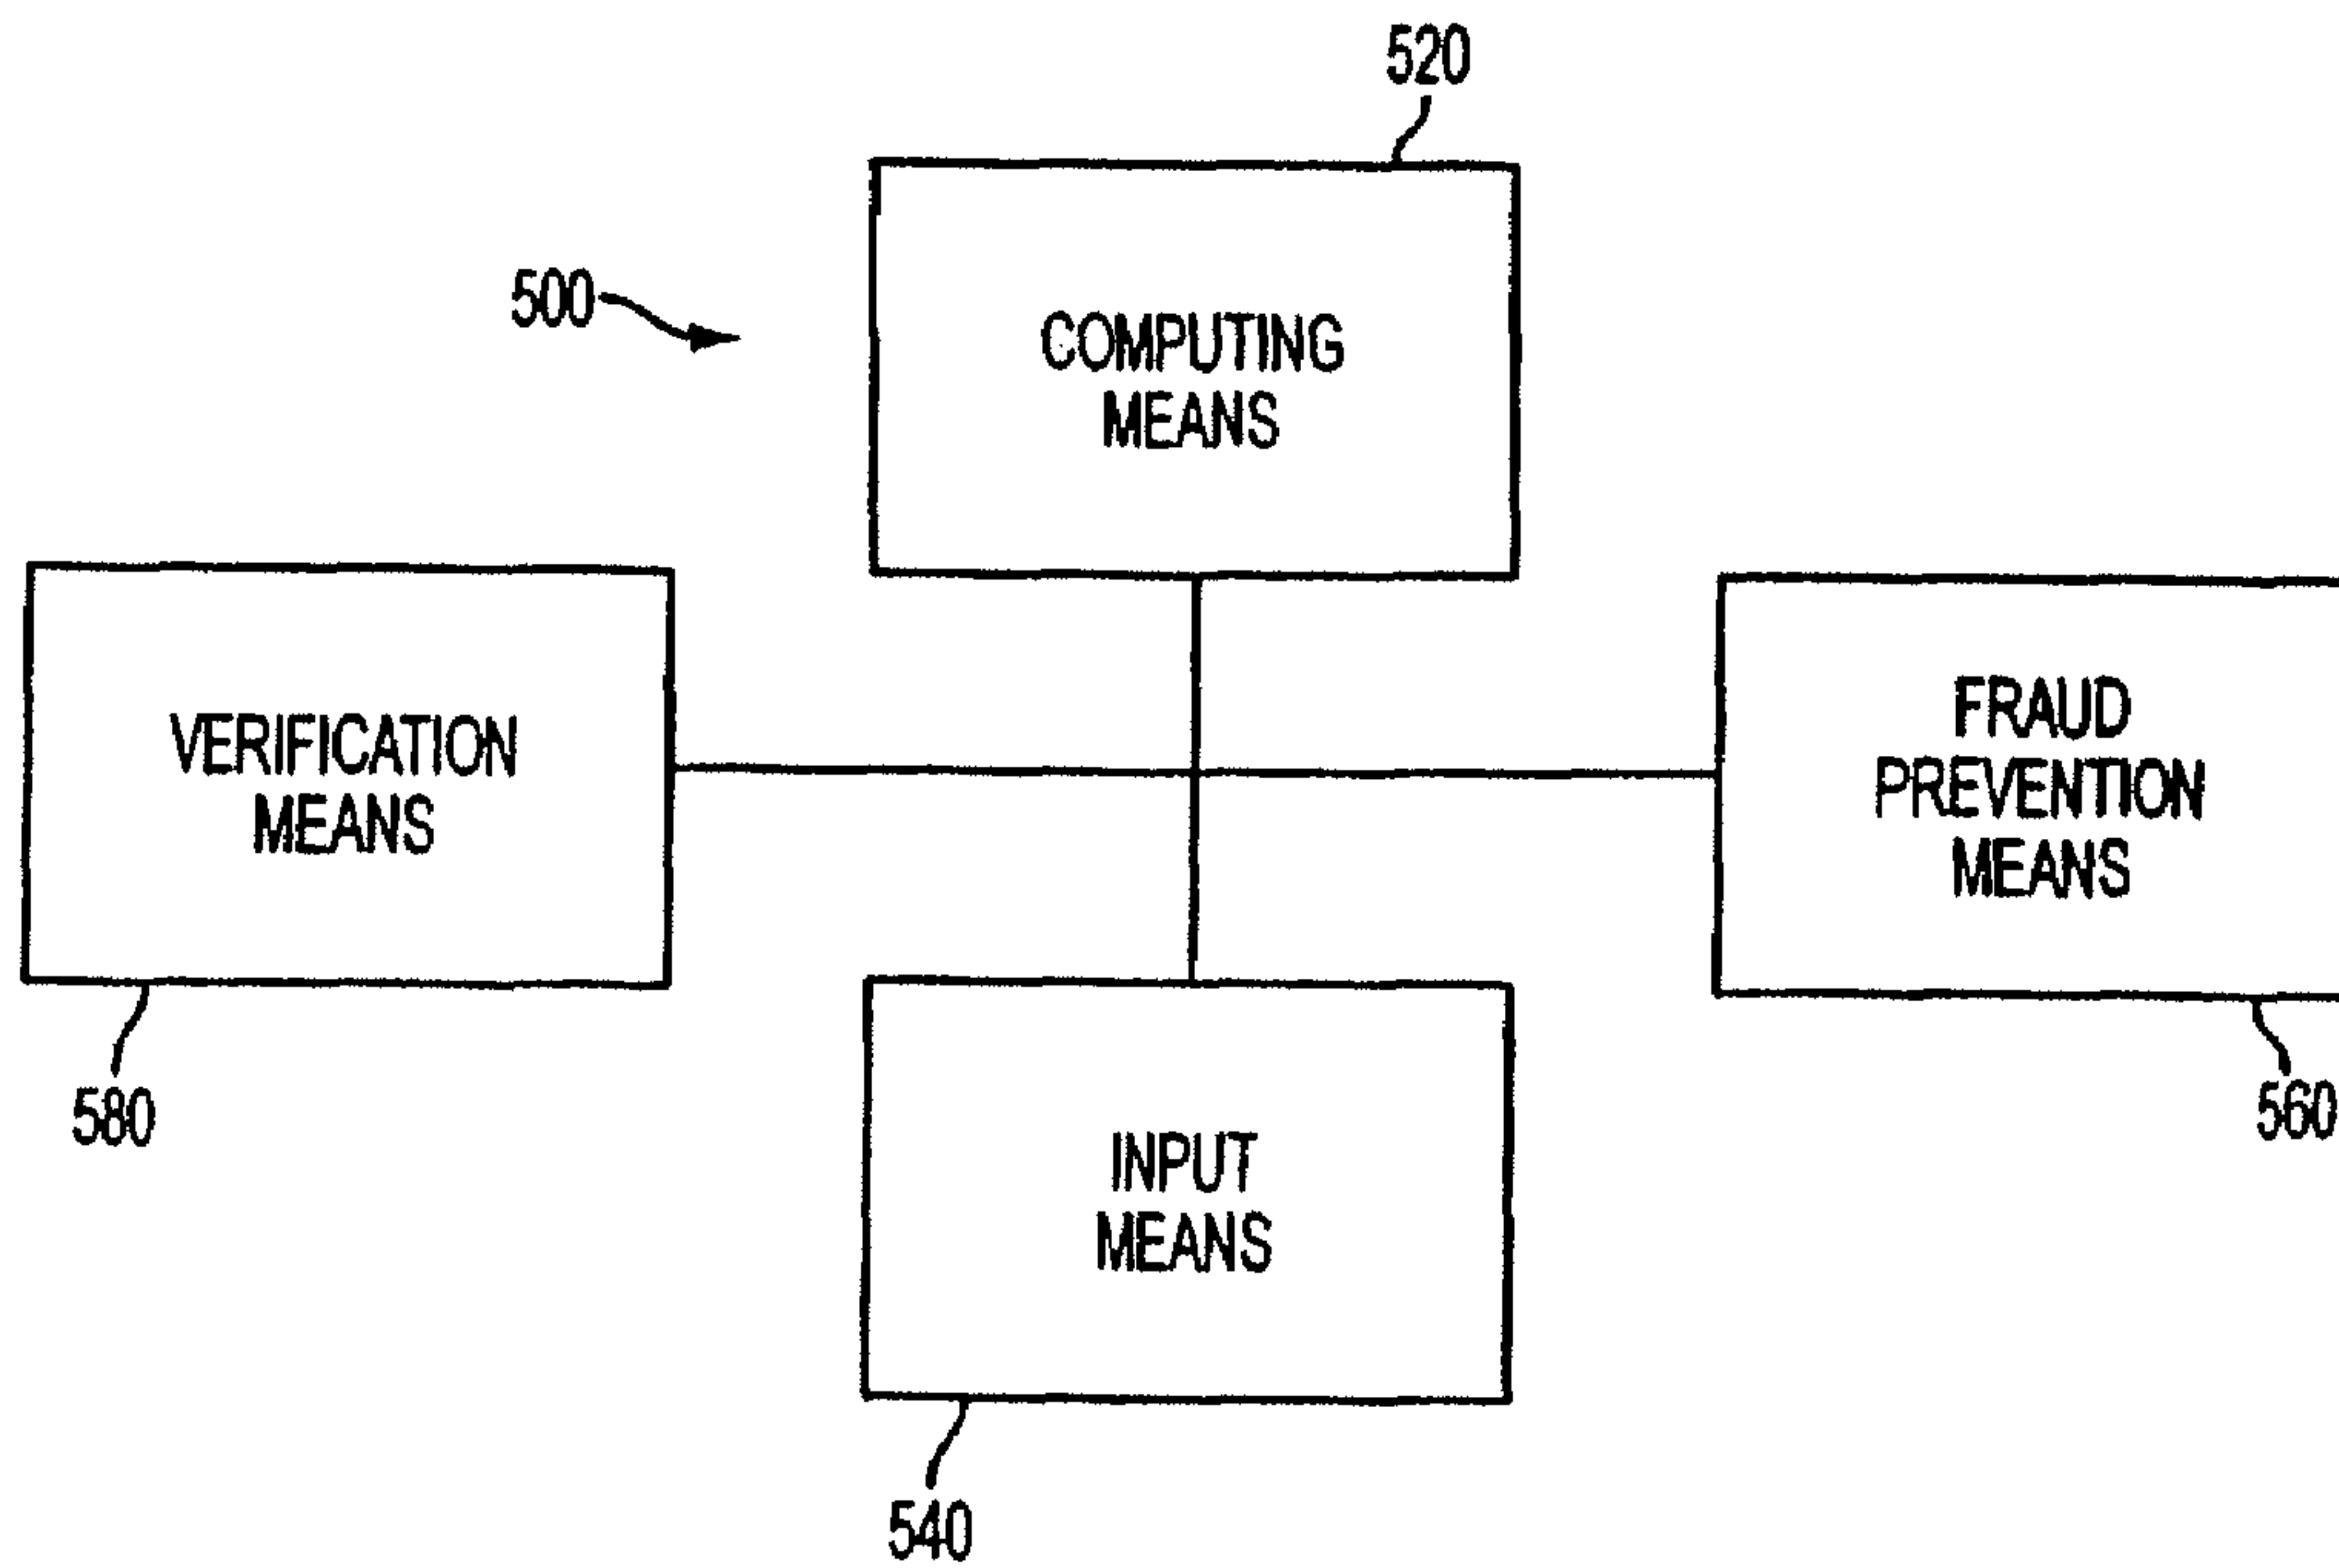 520
500
COMPUTING
MEANS
VERIFICATION
MEANS
FRAUD
PREVENTION
MEANS
580
560
INPUT
MEANS
540